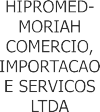 HIPROMED-
MORIAH
COMERCIO,
IMPORTACAO
E SERVICOS
LTDA